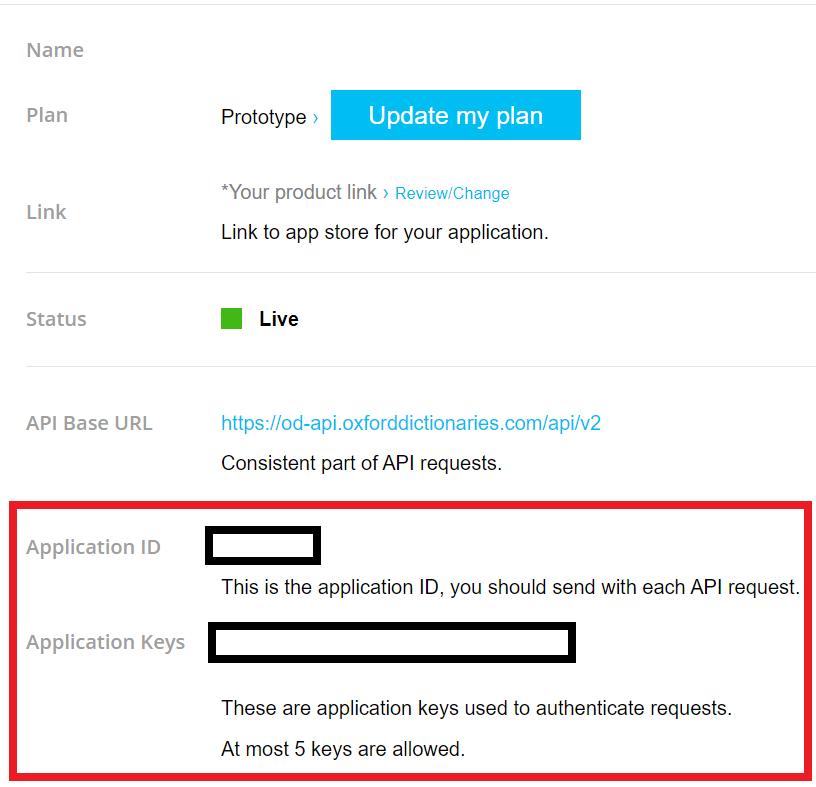 Name
Plan
Prototype › Update my plan
*Your product link › Review/Change
Link
Link to app store for your application.
Status
Live
API Base URL
https://od-api.oxforddictionaries.com/api/v2
Consistent part of API requests.
Application ID
This is the application ID, you should send with each API request.
Application Keys
These are application keys used to authenticate requests.
At most 5 keys are allowed.